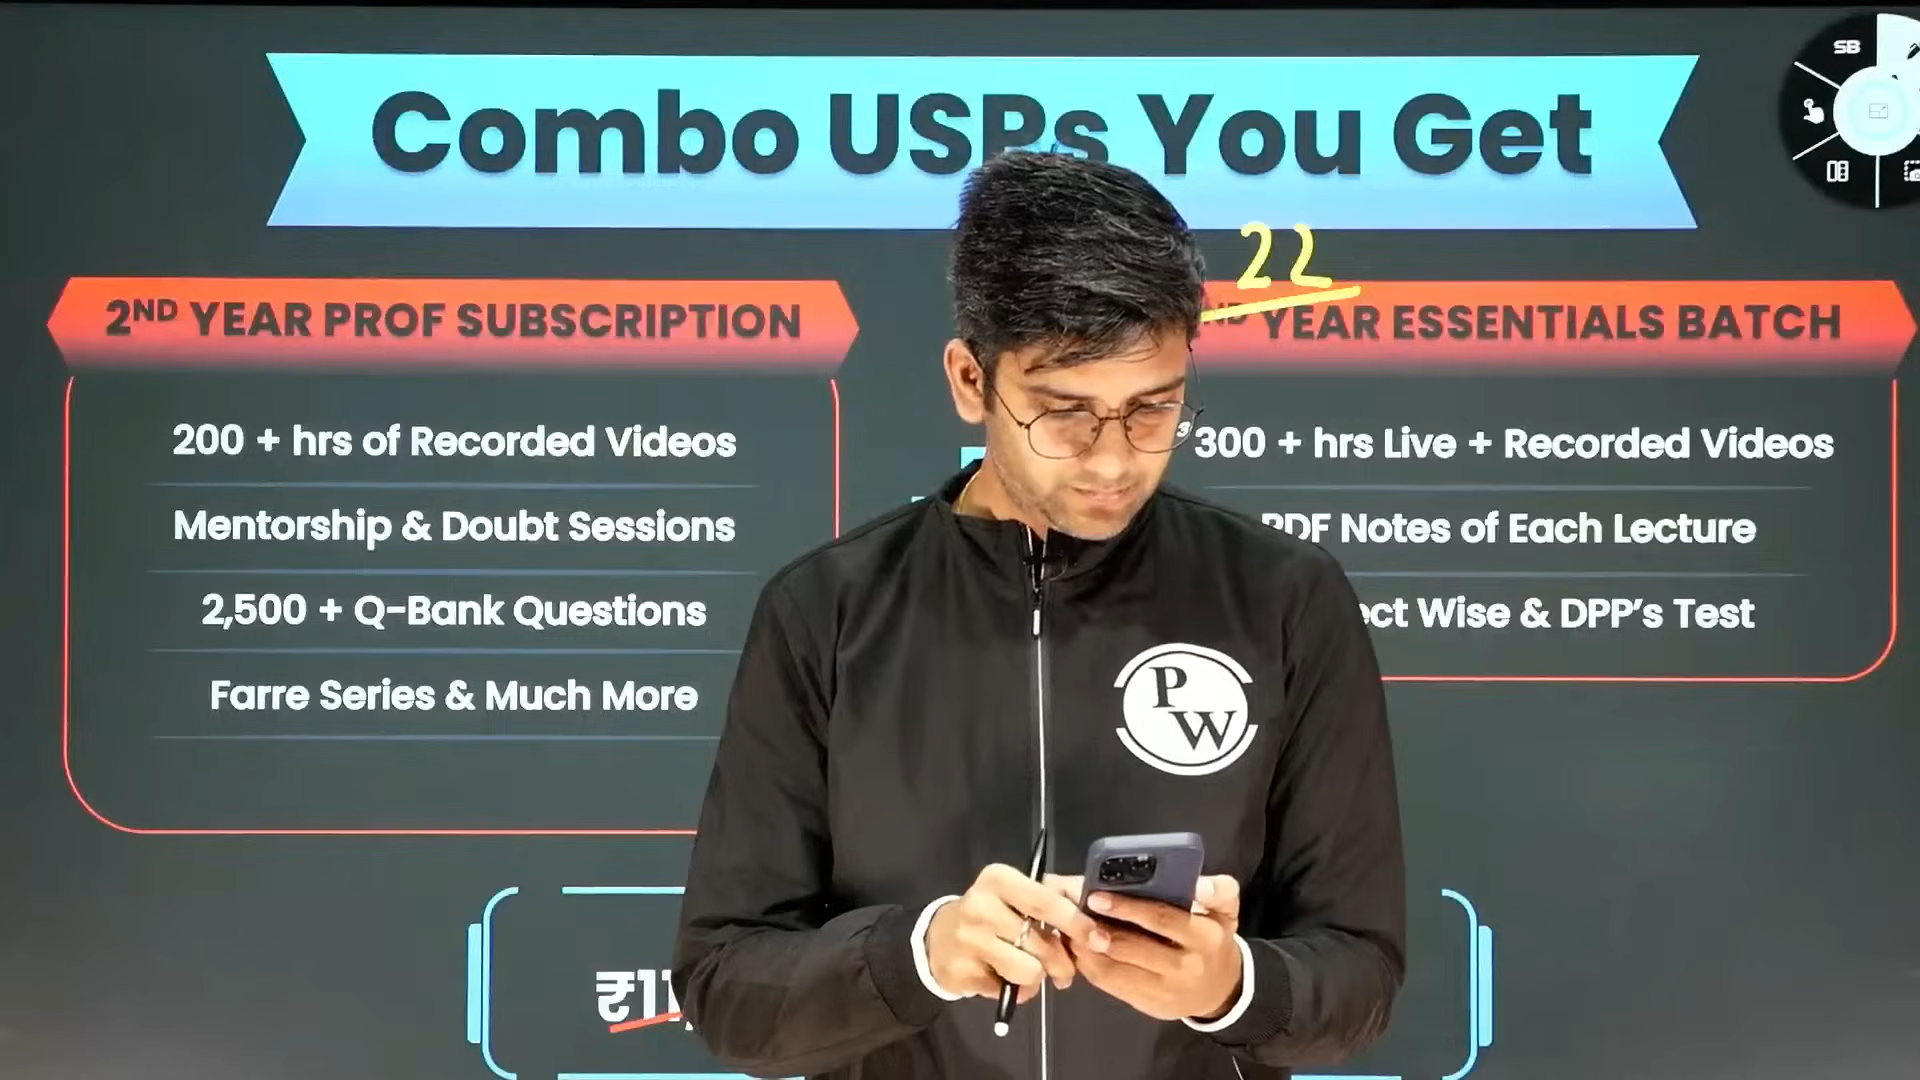 SB
Combo USPs You Get
22
2ND YEAR PROF SUBSCRIPTION
YEAR ESSENTIALS BATCH
200 + hrs of Recorded Videos
Mentorship & Doubt Sessions
2,500 + Q-Bank Questions
Farre Series & Much More
300 + hrs Live + Recorded Videos
PDF Notes of Each Lecture
Wise & DPP's Test
PW